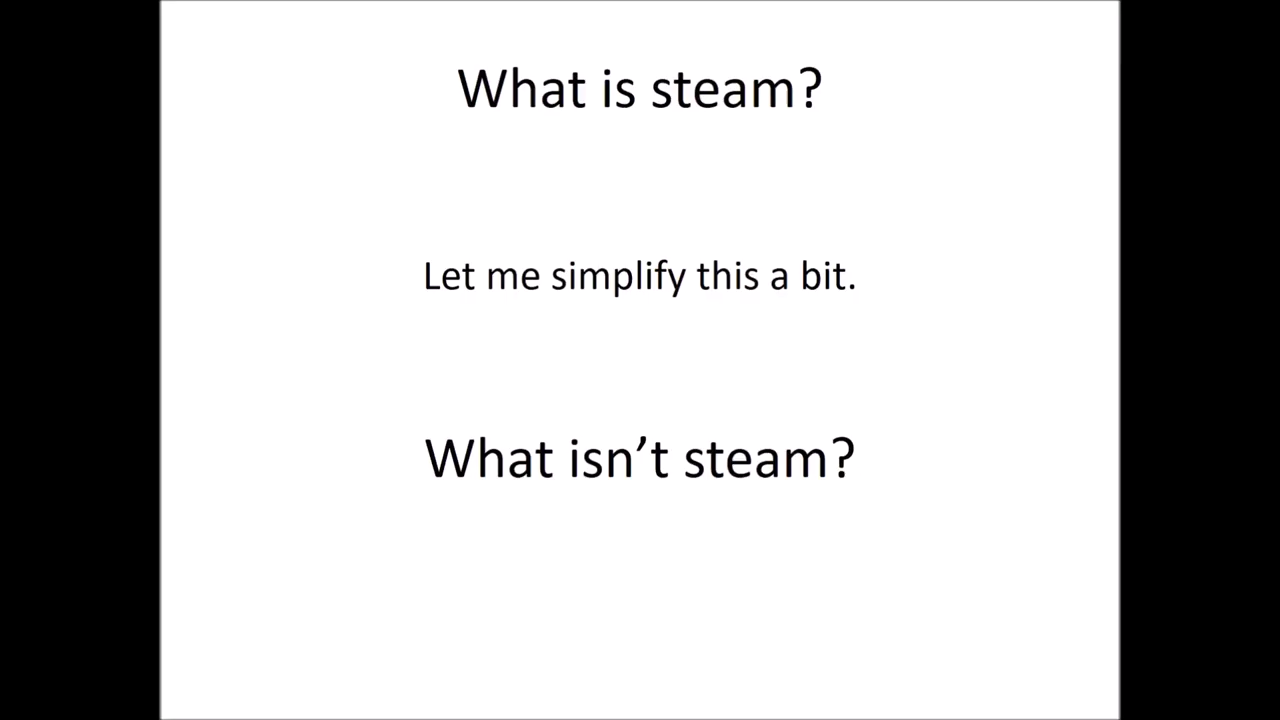 What is steam?
Let me simplify this a bit.
What isn’t steam?